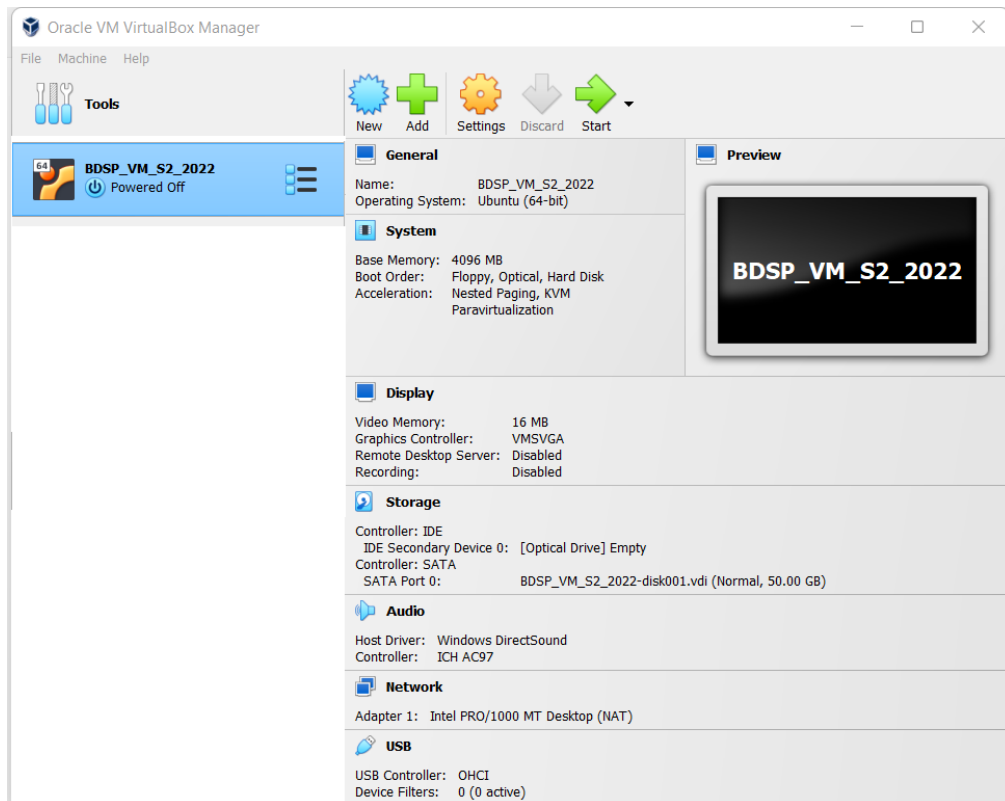 Oracle VM VirtualBox Manager
File Machine Help
Tools
New Add Settings Discard Start
64
BDSP_VM_S2_2022
Powered Off
General
Name: BDSP_VM_S2_2022
Operating System: Ubuntu (64-bit)
Preview
BDSP_VM_S2_2022
System
Base Memory: 4096 MB
Boot Order: Floppy, Optical, Hard Disk
Acceleration: Nested Paging, KVM
Paravirtualization
Display
Video Memory: 16 MB
Graphics Controller: VMSVGA
Remote Desktop Server: Disabled
Recording: Disabled
Storage
Controller: IDE
IDE Secondary Device 0: [Optical Drive] Empty
Controller: SATA
SATA Port 0: BDSP_VM_S2_2022-disk001.vdi (Normal, 50.00 GB)
Audio
Host Driver: Windows DirectSound
Controller: ICH AC97
Network
Adapter 1: Intel PRO/1000 MT Desktop (NAT)
USB
USB Controller: OHCI
Device Filters: 0 (0 active)